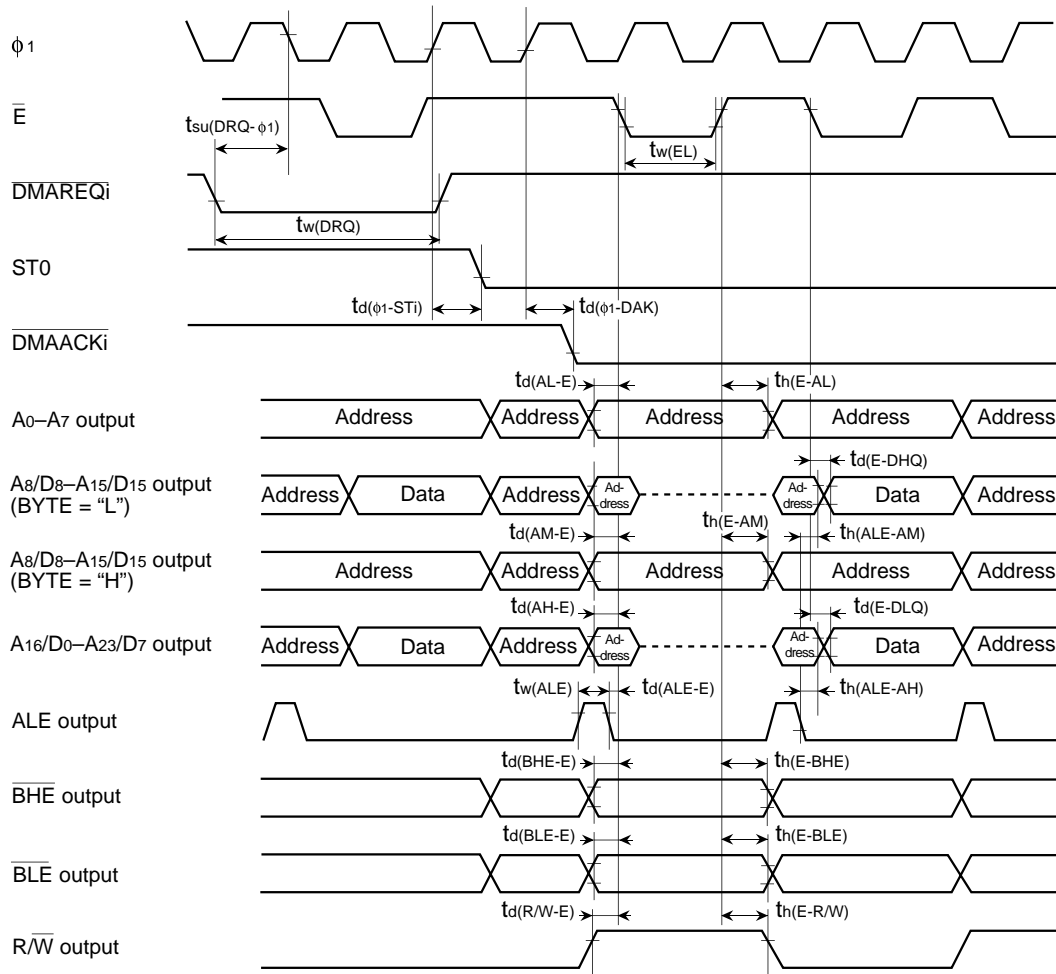 ϕ1
E
tsu(DRQ-ϕ1)
tw(EL)
DMAREQi
tw(DRQ)
ST0
td(ϕ1-STi)
td(ϕ1-DAK)
DMAACKi
td(AL-E)
th(E-AL)
A0–A7 output
Address
Address
Address
Address
Address
td(E-DHQ)
A8/D8–A15/D15 output
(BYTE = “L”)
Address
Data
Address
Ad-
dress
Ad-
dress
Data
Address
th(E-AM)
td(AM-E)
th(ALE-AM)
A8/D8–A15/D15 output
(BYTE = “H”)
Address
Address
Address
Address
Address
td(AH-E)
td(E-DLQ)
A16/D0–A23/D7 output
Address
Data
Address
Ad-
dress
Ad-
dress
Data
Address
tw(ALE)
td(ALE-E)
th(ALE-AH)
ALE output
td(BHE-E)
th(E-BHE)
BHE output
td(BLE-E)
th(E-BLE)
BLE output
td(R/W-E)
th(E-R/W)
R/W output